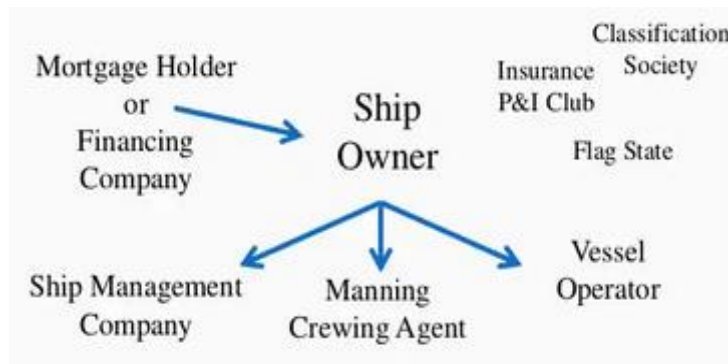 Mortgage Holder
or
Financing
Company
Ship
Owner
Insurance
P&I Club
Classification
Society
Flag State
Ship Management
Company
Manning
Crewing Agent
Vessel
Operator